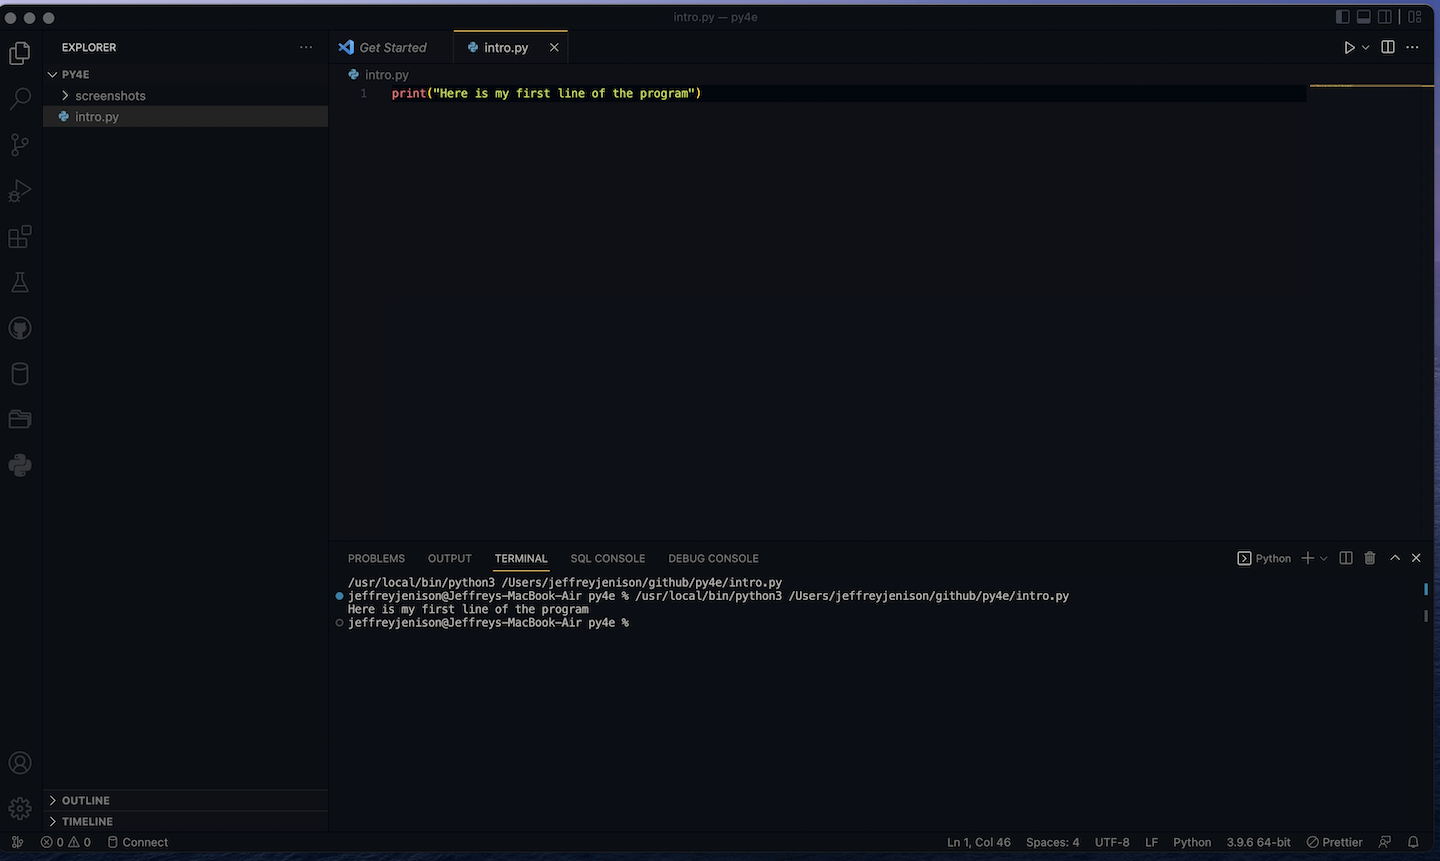 intro.py — py4e
EXPLORER
PY4E
screenshots
intro.py
OUTLINE
TIMELINE
Get Started
intro.py
intro.py
1 print("Here is my first line of the program")
PROBLEMS OUTPUT TERMINAL SQL CONSOLE DEBUG CONSOLE
Python
/usr/local/bin/python3 /Users/jeffreyjenison/github/py4e/intro.py
jeffreyjenison@Jeffreys-MacBook-Air py4e % /usr/local/bin/python3 /Users/jeffreyjenison/github/py4e/intro.py
Here is my first line of the program
jeffreyjenison@Jeffreys-MacBook-Air py4e %
0 0 Connect Ln 1, Col 46 Spaces: 4 UTF-8 LF Python 3.9.6 64-bit Prettier